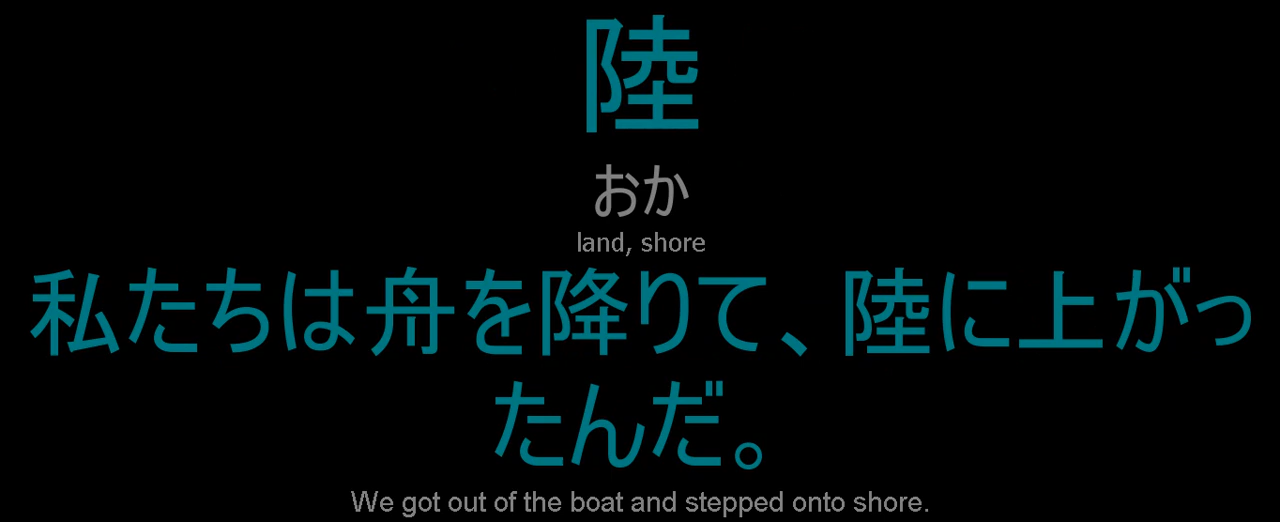 陸
おか
land, shore
私たちは舟を降りて、陸に上がっ
たんだ。
We got out of the boat and stepped onto shore.